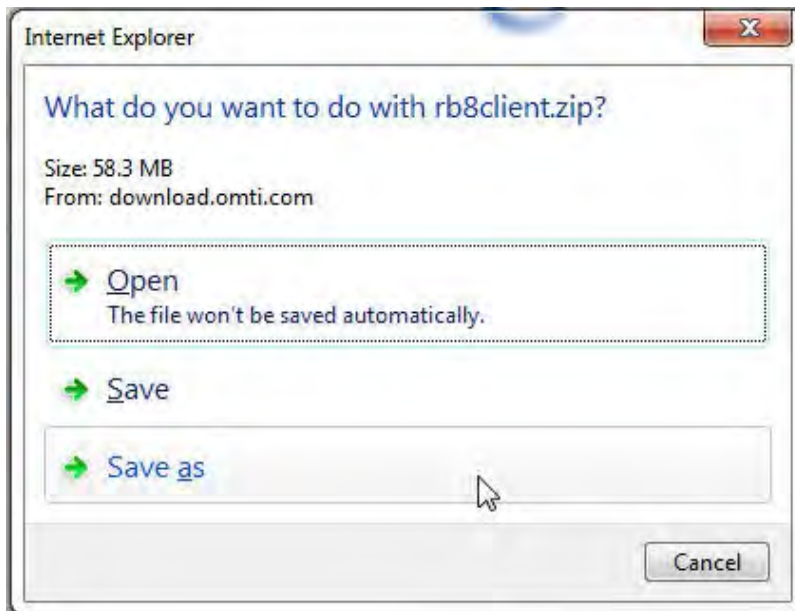 Internet Explorer
What do you want to do with rb8client.zip?
Size: 58.3 MB
From: download.omti.com
Open
The file won't be saved automatically.
Save
Save as
Cancel